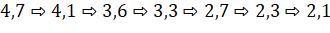 4,7 ⇨ 4,1 ⇨ 3,6 ⇨ 3,3 ⇨ 2,7 ⇨ 2,3 ⇨ 2,1